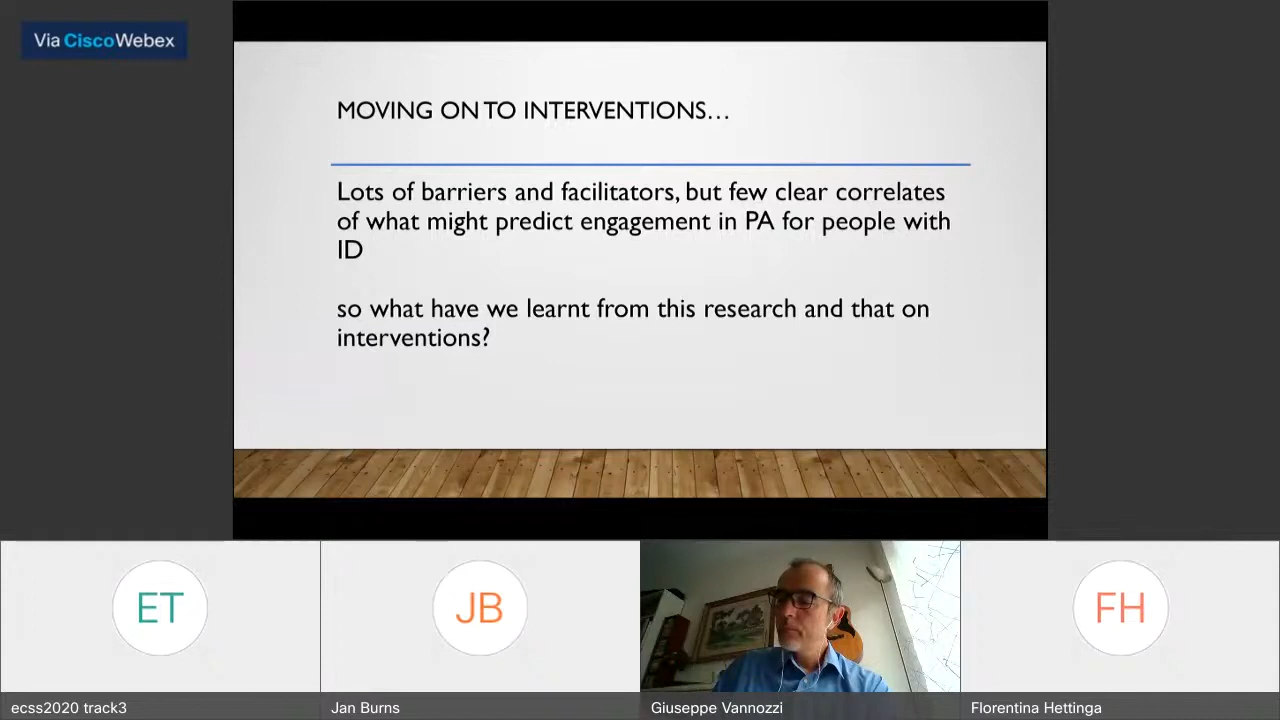 Via CiscoWebex
MOVING ON TO INTERVENTIONS…
Lots of barriers and facilitators, but few clear correlates
of what might predict engagement in PA for people with
ID
so what have we learnt from this research and that on
interventions?
ET
JB
FH
ecss2020 track3
Jan Burns
Giuseppe Vannozzi
Florentina Hettinga